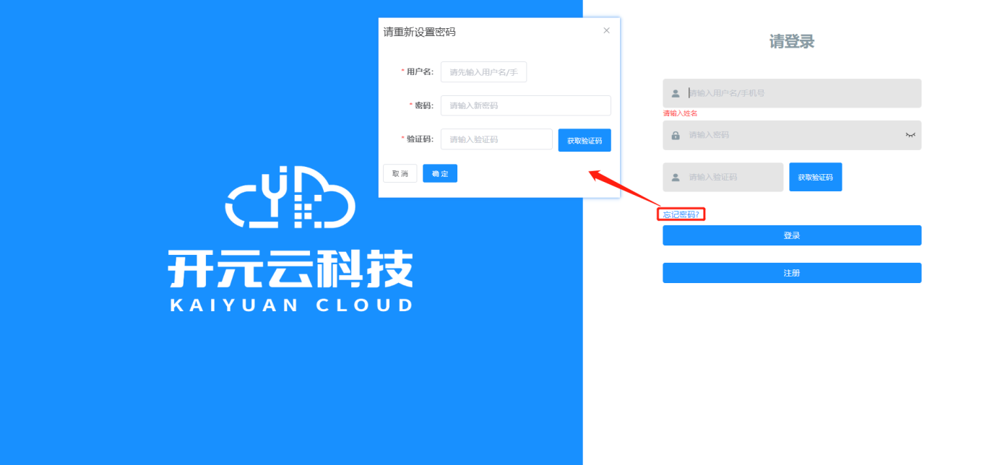 请重新设置密码
* 用户名: 请先输入用户名/手
* 密码: 请输入新密码
* 验证码: 请输入验证码 获取验证码
取 消 确 定
开元云科技
KAIYUAN CLOUD
请登录
请输入用户名/手机号
请输入姓名
请输入密码
请输入验证码 获取验证码
忘记密码?
登录
注册